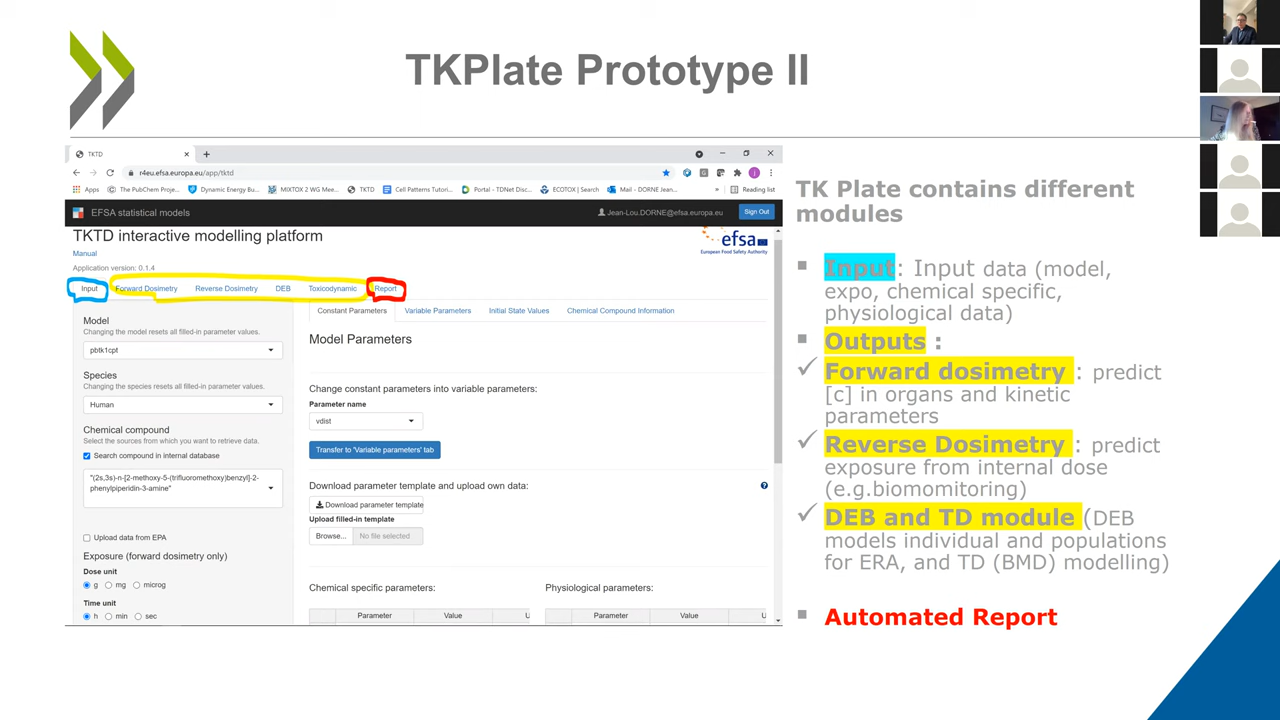 TKPlate Prototype II
TKTD
r4eu.efsa.europa.eu/app/tktd
Apps
The PubChem Proje...
Dynamic Energy Bu...
MIXTOX 2 WG Mee...
TKTD
Cell Patterns Tutori...
Portal - TDNet Disc...
ECOTOX | Search
Mail - DORNE Jean...
»
Reading list
EFSA statistical models
Jean-Lou.DORNE@efsa.europa.eu
Sign Out
TKTD interactive modelling platform
efsa
European Food Safety Authority
Manual
Application version: 0.1.4
Input
Forward Dosimetry
Reverse Dosimetry
DEB
Toxicodynamic
Report
Model
Changing the model resets all filled-in parameter values.
pbtk1cpt
Species
Changing the species resets all filled-in parameter values.
Human
Chemical compound
Select the sources from which you want to retrieve data.
Search compound in internal database
"(2s,3s)-n-[2-methoxy-5-(trifluoromethoxy)benzyl]-2-
phenylpiperidin-3-amine"
Upload data from EPA
Exposure (forward dosimetry only)
Dose unit
g mg microg
Time unit
h min sec
Constant Parameters
Variable Parameters
Initial State Values
Chemical Compound Information
Model Parameters
Change constant parameters into variable parameters:
Parameter name
vdist
Transfer to 'Variable parameters' tab
Download parameter template and upload own data:
Download parameter template
Upload filled-in template
Browse... No file selected
Chemical specific parameters:
Parameter Value U
Physiological parameters:
Parameter Value U
TK Plate contains different
modules
Input: Input data (model,
expo, chemical specific,
physiological data)
Outputs :
Forward dosimetry : predict
[c] in organs and kinetic
parameters
Reverse Dosimetry : predict
exposure from internal dose
(e.g.biomomitoring)
DEB and TD module (DEB
models individual and populations
for ERA, and TD (BMD) modelling)
Automated Report